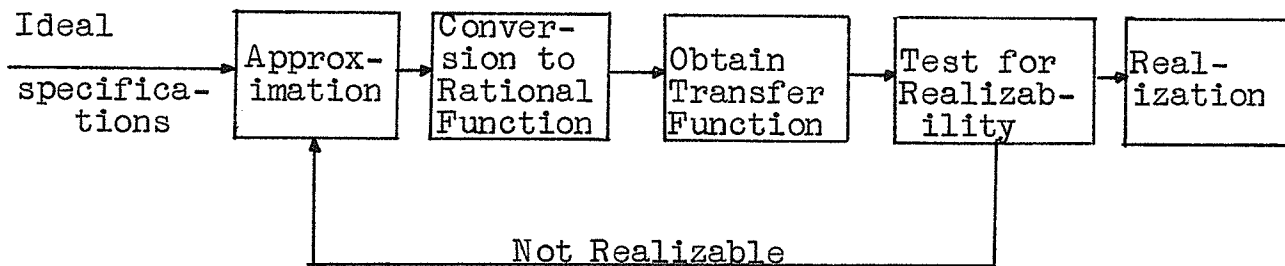 Ideal
specifica-
tions
Approx-
imation
Conver-
sion to
Rational
Function
Obtain
Transfer
Function
Test for
Realizab-
ility
Real-
ization
Not Realizable